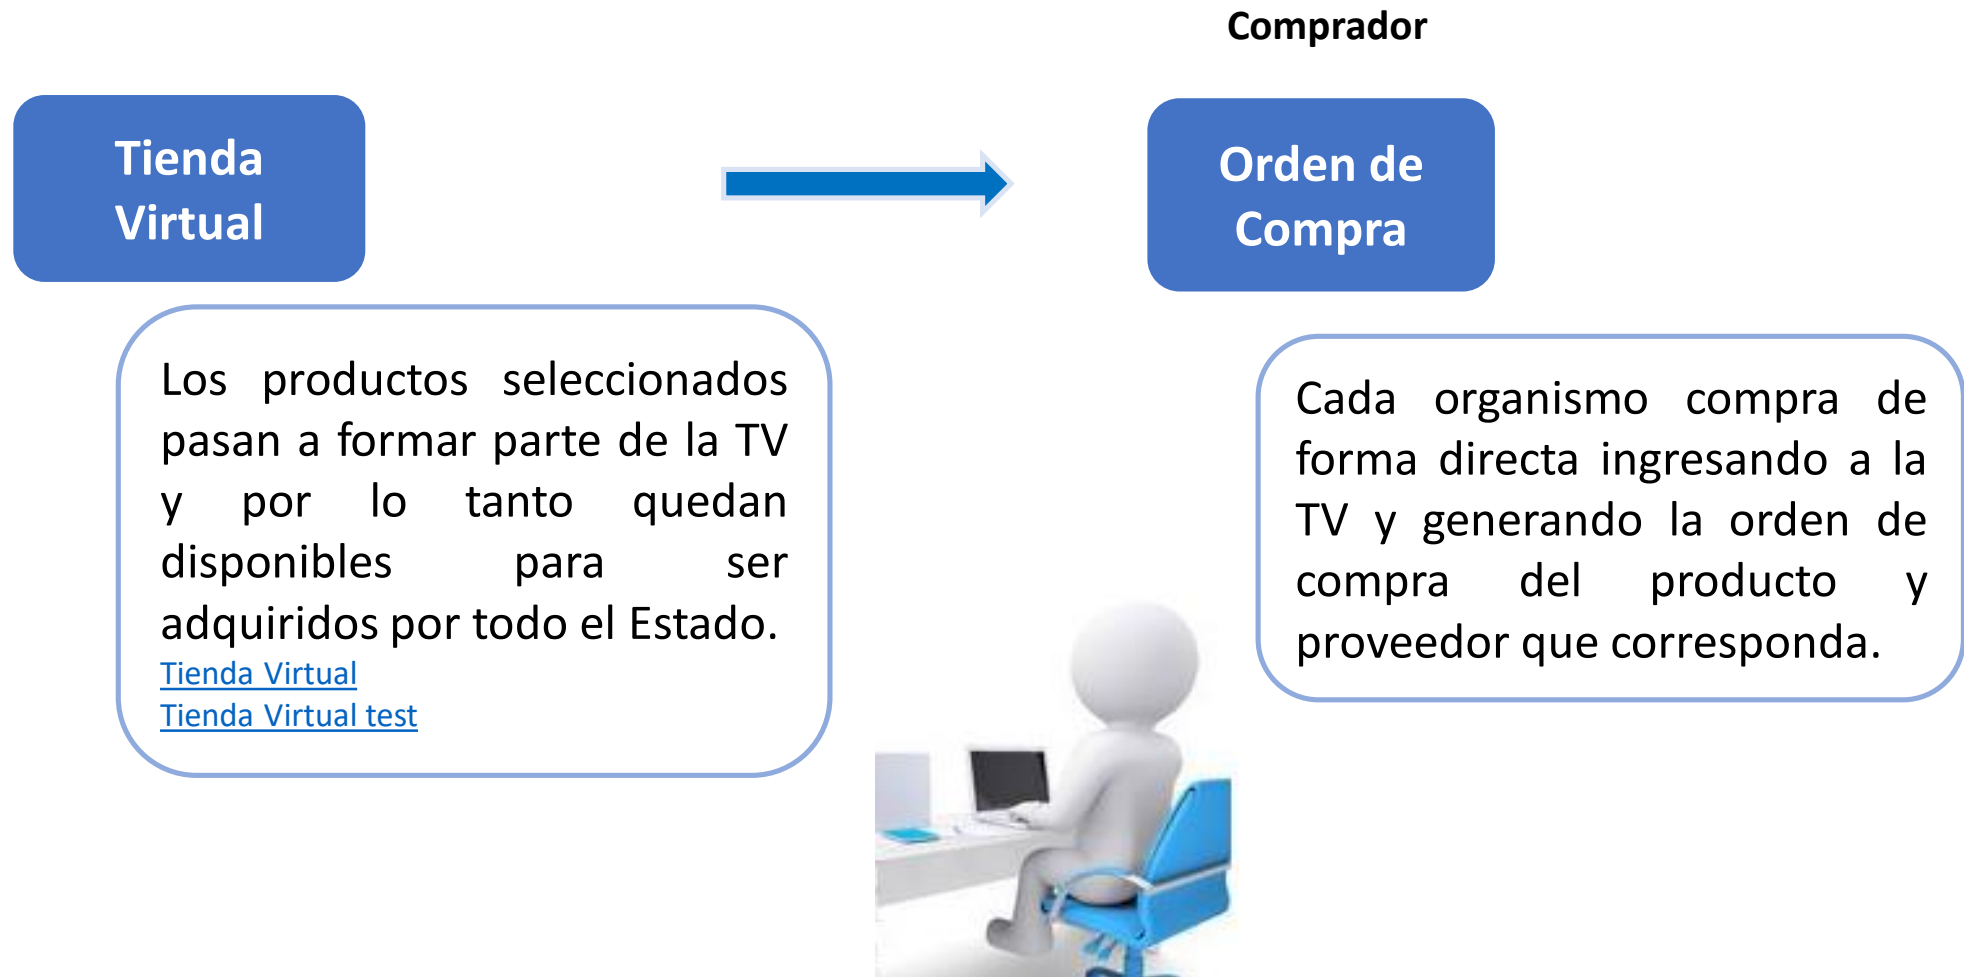 Comprador
Tienda
Virtual
Orden de
Compra
Los productos seleccionados
pasan a formar parte de la TV
y por lo tanto quedan
disponibles para ser
adquiridos por todo el Estado.
Tienda Virtual
Tienda Virtual test
Cada organismo compra de
forma directa ingresando a la
TV y generando la orden de
compra del producto y
proveedor que corresponda.